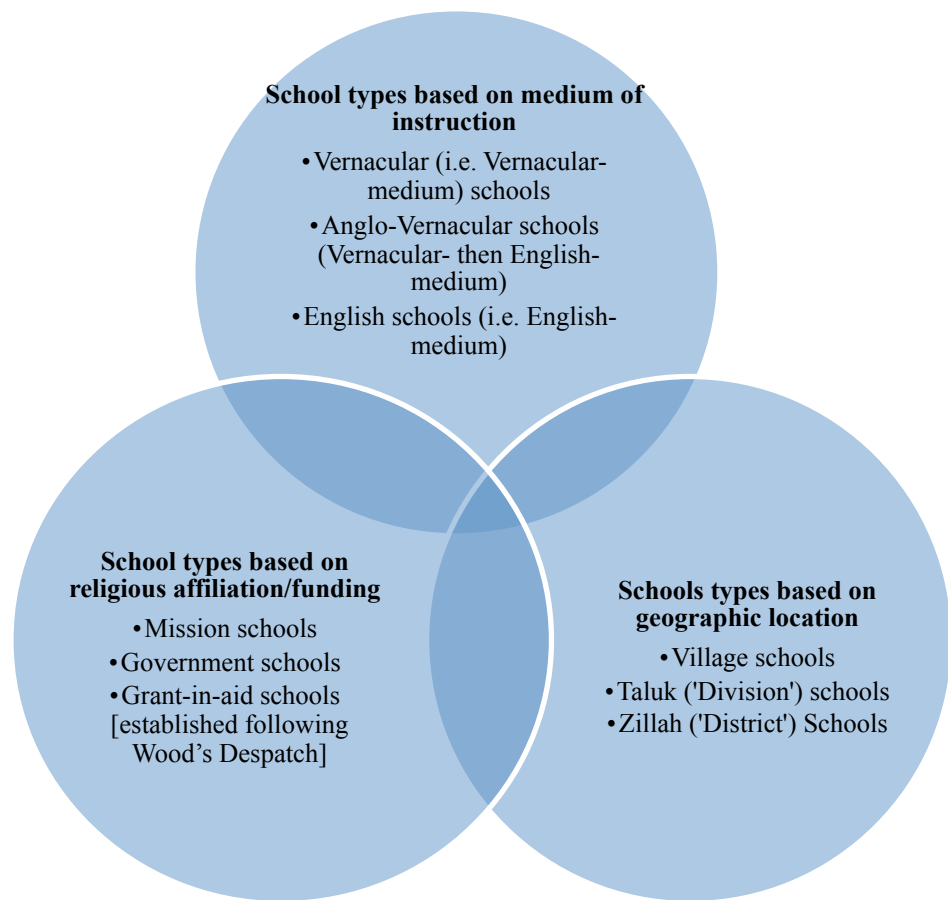 School types based on medium of
instruction
•Vernacular (i.e. Vernacular-
medium) schools
•Anglo-Vernacular schools
(Vernacular- then English-
medium)
•English schools (i.e. English-
medium)
School types based on
religious affiliation/funding
•Mission schools
•Government schools
•Grant-in-aid schools
[established following
Wood’s Despatch]
Schools types based on
geographic location
•Village schools
•Taluk ('Division') schools
•Zillah ('District') Schools